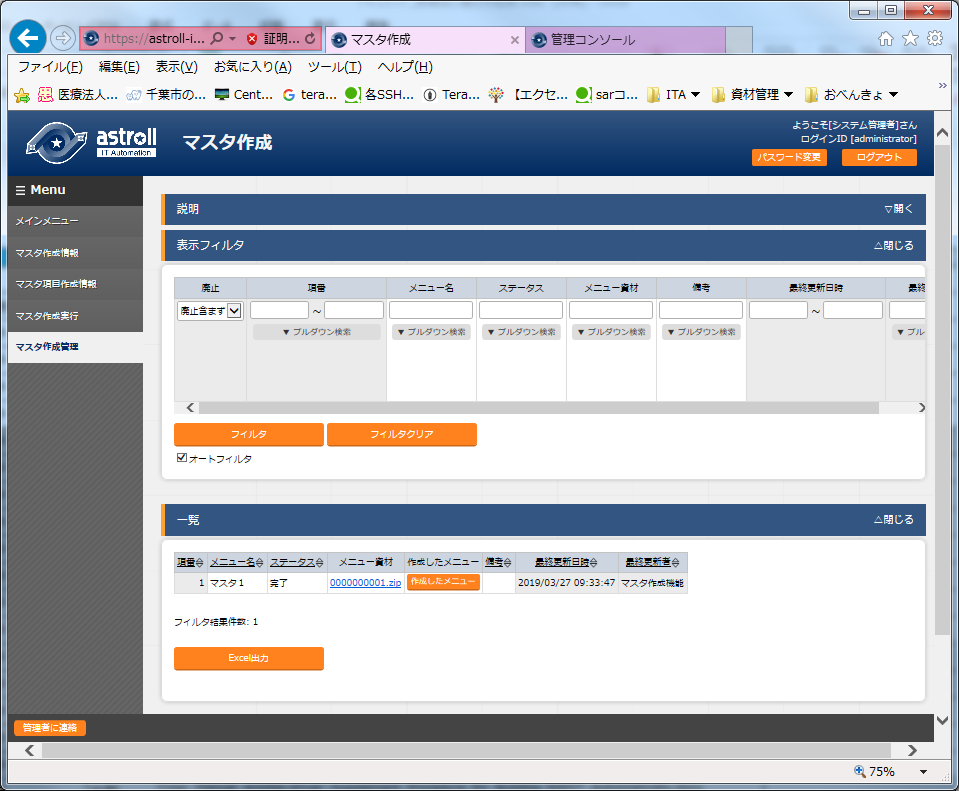 https://astroll-i... 証明... マスタ作成 管理コンソール
ファイル(F) 編集(E) 表示(V) お気に入り(A) ツール(T) ヘルプ(H)
医療法人... 千葉市の... Cent... tera... 各SSH... Tera... 【エクセ... sarコ... ITA 資材管理 おべんきょ
astroll
IT Automation
マスタ作成
ようこそ[システム管理者]さん
ログインID [administrator]
パスワード変更 ログアウト
Menu
メインメニュー
マスタ作成情報
マスタ項目作成情報
マスタ作成実行
マスタ作成管理
説明 ▽開く
表示フィルタ △閉じる
廃止 項番 メニュー名 ステータス メニュー資材 備考 最終更新日時 最終
廃止含まず ~ ~
▼プルダウン検索 ▼プルダウン検索 ▼プルダウン検索 ▼プルダウン検索 ▼プルダウン検索 ▼プル
フィルタ フィルタクリア
オートフィルタ
一覧 △閉じる
項番 メニュー名 ステータス メニュー資材 作成したメニュー 備考 最終更新日時 最終更新者
1 マスタ1 完了 0000000001.zip 作成したメニュー 2019/03/27 09:33:47 マスタ作成機能
フィルタ結果件数: 1
Excel出力
管理者に連絡
75%